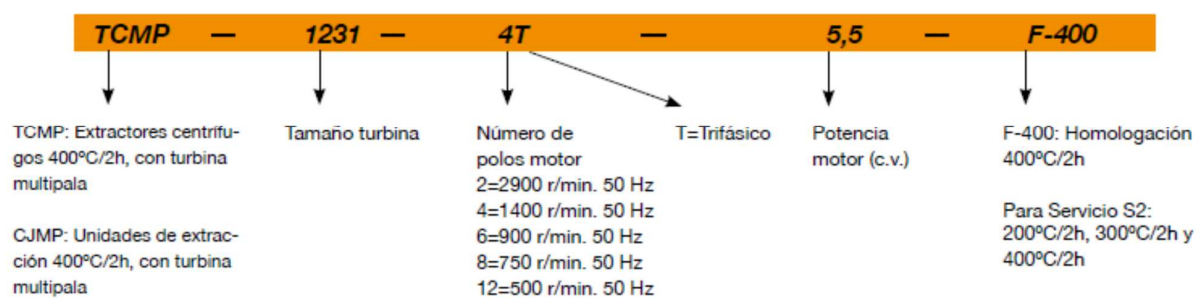 TCMP — 1231 — 4T — 5,5 — F-400
TCMP: Extractores centrífu-
gos 400ºC/2h, con turbina
multipala
CJMP: Unidades de extrac-
ción 400ºC/2h, con turbina
multipala
Tamaño turbina
Número de
polos motor
2=2900 r/min. 50 Hz
4=1400 r/min. 50 Hz
6=900 r/min. 50 Hz
8=750 r/min. 50 Hz
12=500 r/min. 50 Hz
T=Trifásico
Potencia
motor (c.v.)
F-400: Homologación
400ºC/2h
Para Servicio S2:
200ºC/2h, 300ºC/2h y
400ºC/2h